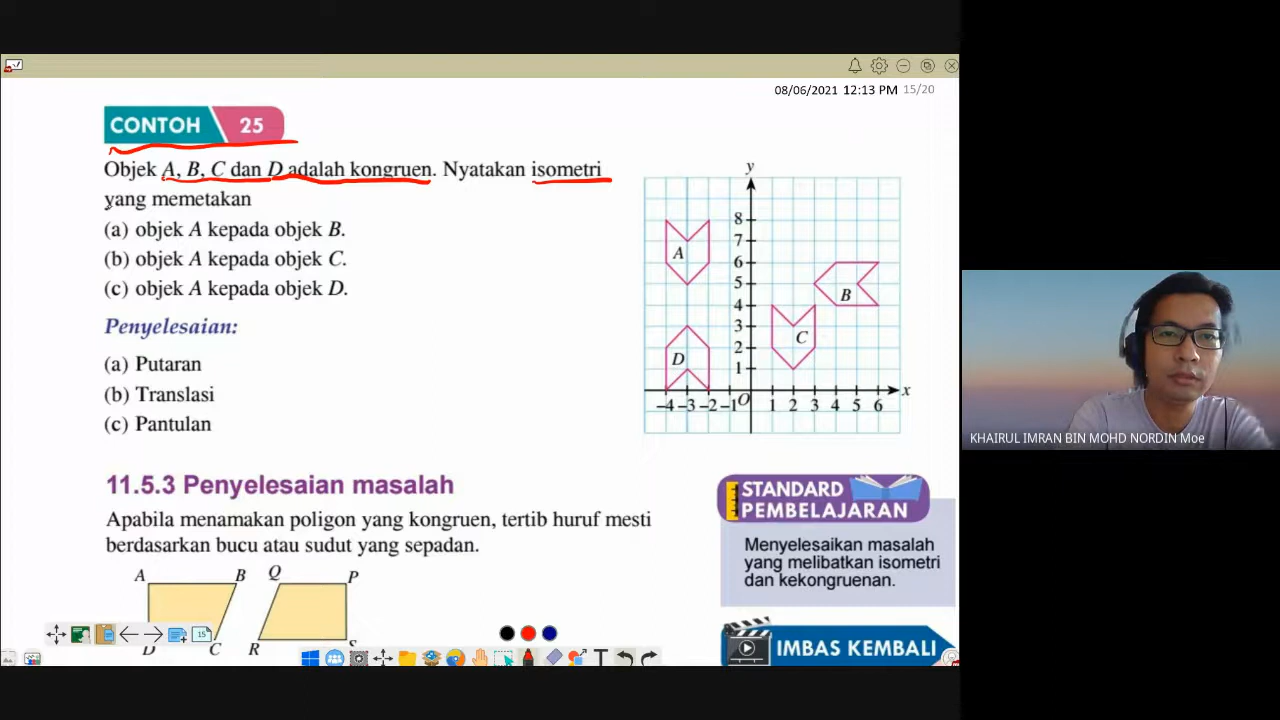 08/06/2021 12:13 PM 15/20
CONTOH 25
Objek A, B, C dan D adalah kongruen. Nyatakan isometri
yang memetakan
(a) objek A kepada objek B.
(b) objek A kepada objek C.
(c) objek A kepada objek D.
Penyelesaian:
(a) Putaran
(b) Translasi
(c) Pantulan
y
8
7
6
5
4
3
2
1
A
B
C
D
-4 -3 -2 -1 O 1 2 3 4 5 6 x
KHAIRUL IMRAN BIN MOHD NORDIN Moe
11.5.3 Penyelesaian masalah
Apabila menamakan poligon yang kongruen, tertib huruf mesti
berdasarkan bucu atau sudut yang sepadan.
A B Q P
D C R S
STANDARD
PEMBELAJARAN
Menyelesaikan masalah
yang melibatkan isometri
dan kekongruenan.
IMBAS KEMBALI
15
T